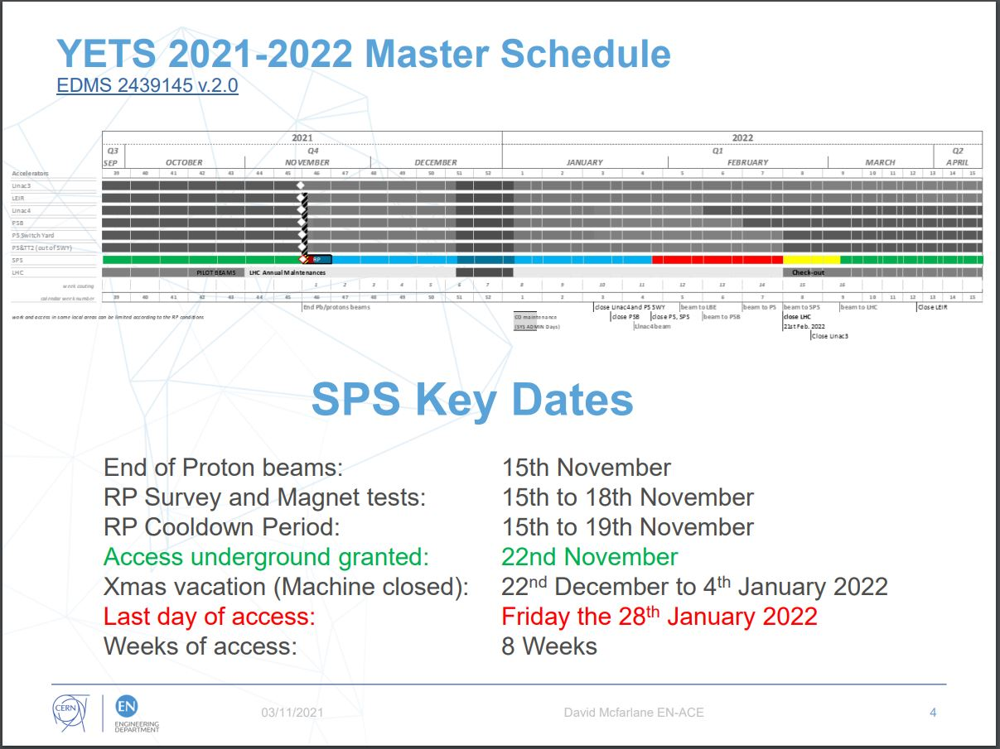 YETS 2021-2022 Master Schedule
EDMS 2439145 v.2.0
2021 2022
Q3 Q4 Q1 Q2
SEP OCTOBER NOVEMBER DECEMBER JANUARY FEBRUARY MARCH APRIL
Accelerators 39 40 41 42 43 44 45 46 47 48 49 50 51 52 1 2 3 4 5 6 7 8 9 10 11 12 13 14 15
Linac3
LEIR
Linac4
PSB
PS Switch Yard
PS&TT2 (out of SWY)
SPS RP
LHC PILOT BEAMS LHC Annual Maintenances Check-out
week couting 1 2 3 4 5 6 7 8 9 10 11 12 13 14 15 16
calendar week number 39 40 41 42 43 44 45 46 47 48 49 50 51 52 1 2 3 4 5 6 7 8 9 10 11 12 13 14 15
End Pb/protons beams close Linac4 and PS SWY beam to LBE beam to PS beam to SPS beam to LHC Close LEIR
work and access in some local areas can be limited according to the RP conditions CO maintenance close PSB close PS, SPS beam to PSB close LHC
(SYS ADMIN Days) Linac4 beam 21st Feb. 2022
Close Linac3
SPS Key Dates
End of Proton beams: 15th November
RP Survey and Magnet tests: 15th to 18th November
RP Cooldown Period: 15th to 19th November
Access underground granted: 22nd November
Xmas vacation (Machine closed): 22nd December to 4th January 2022
Last day of access: Friday the 28th January 2022
Weeks of access: 8 Weeks
CERN EN
ENGINEERING
DEPARTMENT
03/11/2021 David Mcfarlane EN-ACE 4